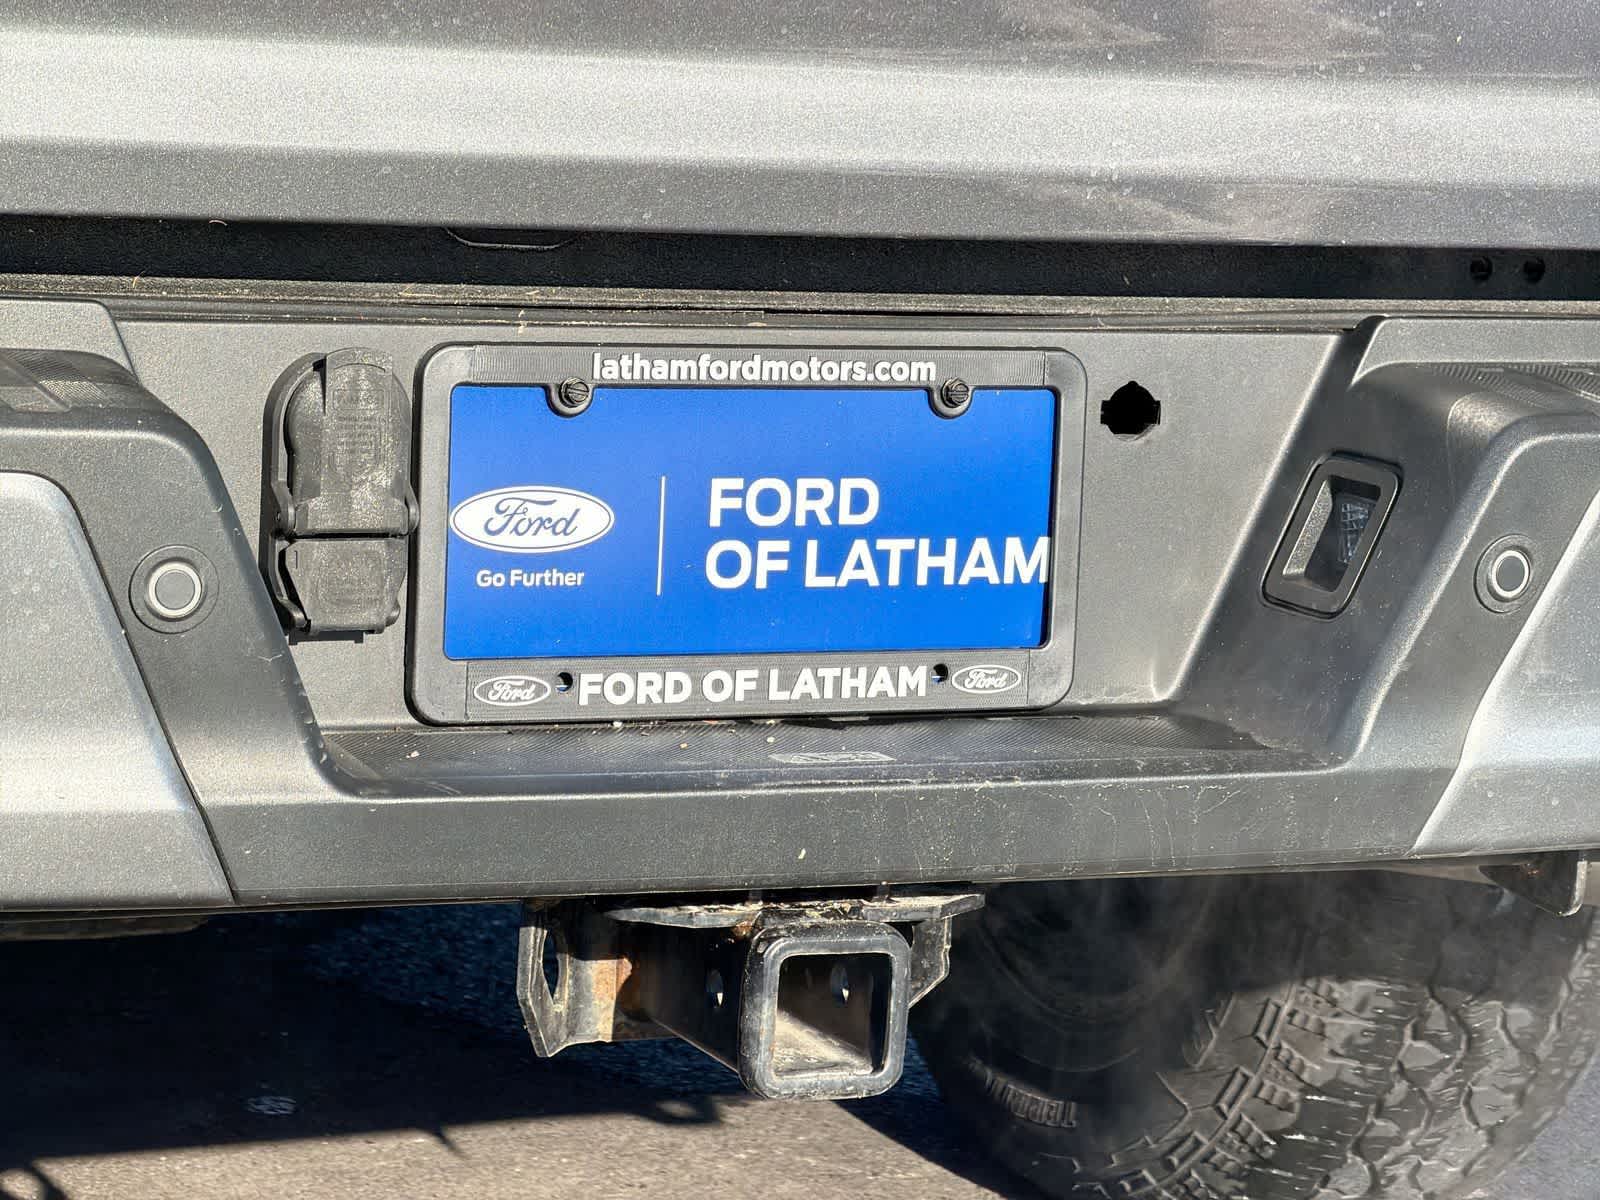 lathamfordmotors.com
Ford
Go Further
FORD
OF LATHAM
Ford FORD OF LATHAM Ford